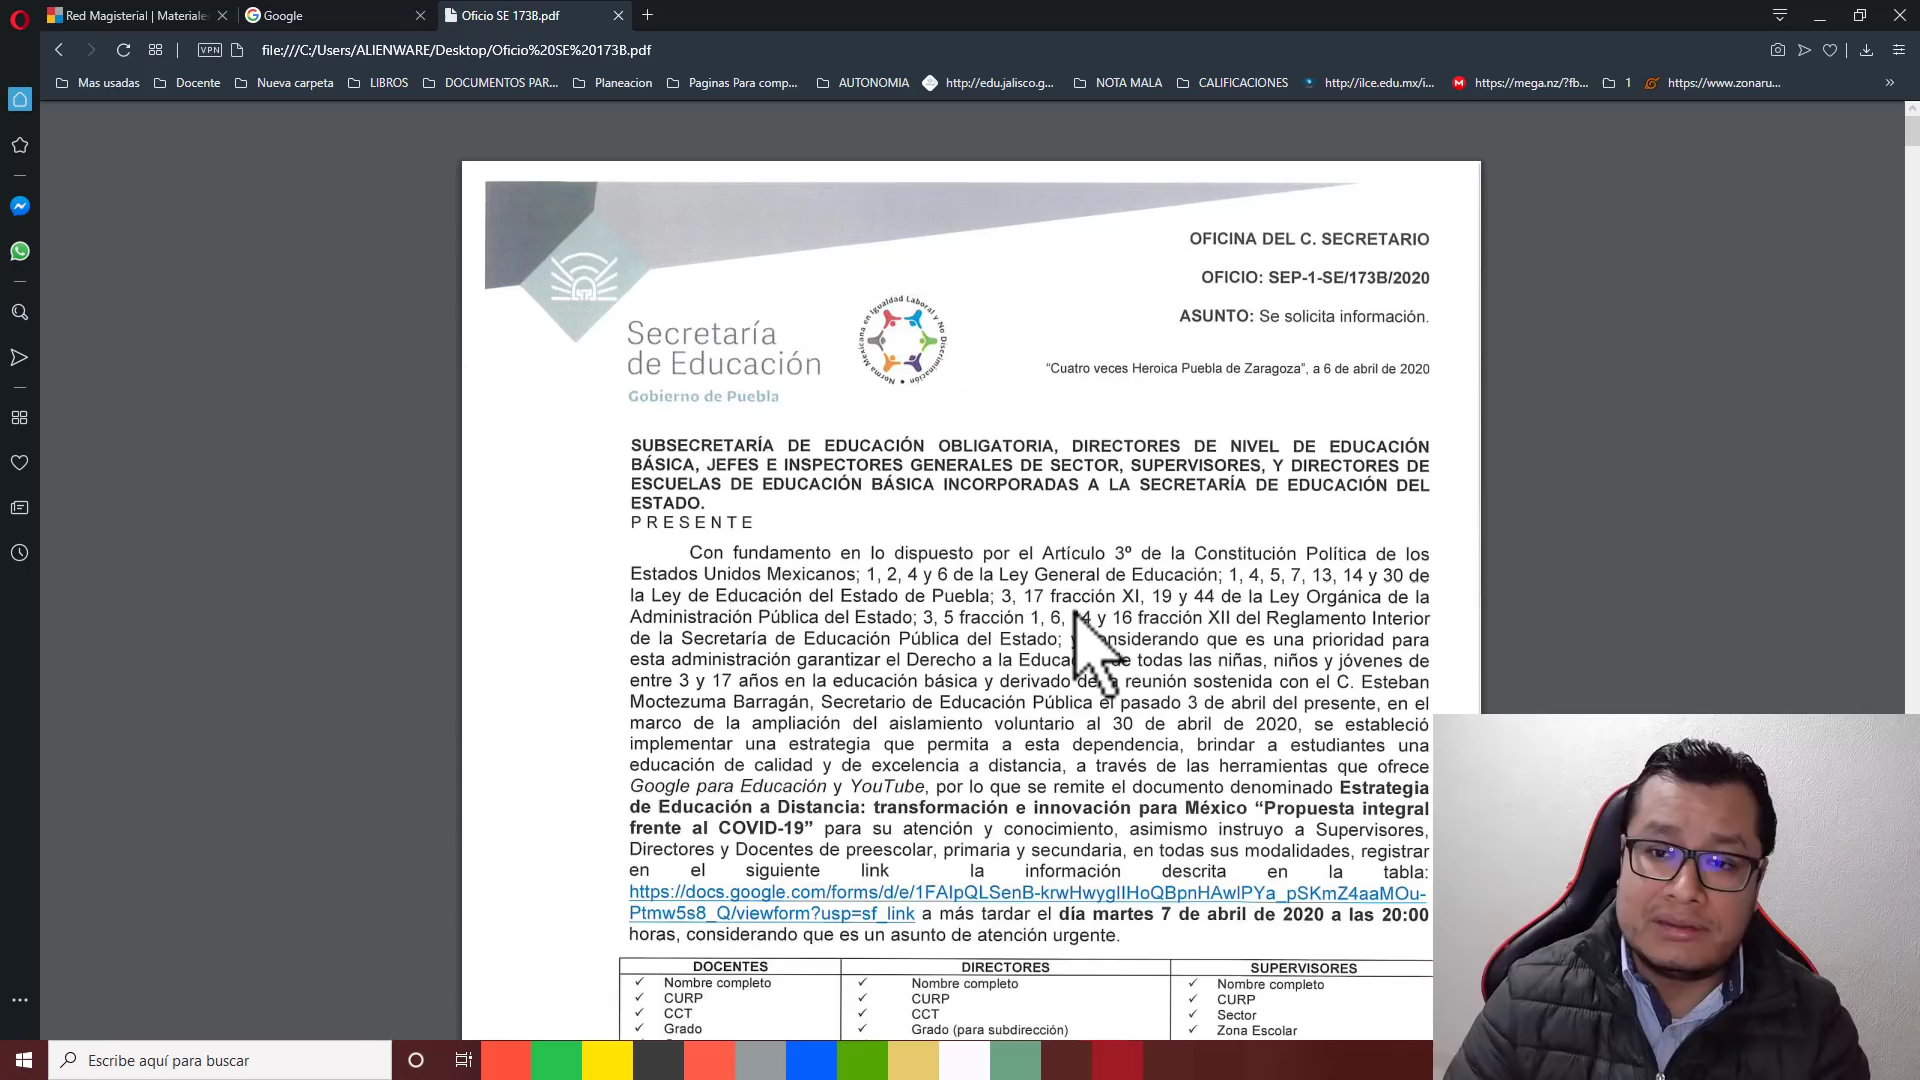 Red Magisterial | Materiales
Google
Oficio SE 173B.pdf
VPN
file:///C:/Users/ALIENWARE/Desktop/Oficio%20SE%20173B.pdf
Mas usadas
Docente
Nueva carpeta
LIBROS
DOCUMENTOS PAR...
Planeacion
Paginas Para comp...
AUTONOMIA
http://edu.jalisco.g...
NOTA MALA
CALIFICACIONES
http://ilce.edu.mx/i...
https://mega.nz/?fb...
1
https://www.zonaru...
OFICINA DEL C. SECRETARIO
OFICIO: SEP-1-SE/173B/2020
ASUNTO: Se solicita información.
Secretaría
de Educación
Gobierno de Puebla
Norma Mexicana en Igualdad Laboral y No Discriminación
“Cuatro veces Heroica Puebla de Zaragoza”, a 6 de abril de 2020
SUBSECRETARÍA DE EDUCACIÓN OBLIGATORIA, DIRECTORES DE NIVEL DE EDUCACIÓN
BÁSICA, JEFES E INSPECTORES GENERALES DE SECTOR, SUPERVISORES, Y DIRECTORES DE
ESCUELAS DE EDUCACIÓN BÁSICA INCORPORADAS A LA SECRETARÍA DE EDUCACIÓN DEL
ESTADO.
P R E S E N T E
Con fundamento en lo dispuesto por el Artículo 3º de la Constitución Política de los
Estados Unidos Mexicanos; 1, 2, 4 y 6 de la Ley General de Educación; 1, 4, 5, 7, 13, 14 y 30 de
la Ley de Educación del Estado de Puebla; 3, 17 fracción XI, 19 y 44 de la Ley Orgánica de la
Administración Pública del Estado; 3, 5 fracción 1, 6, y 16 fracción XII del Reglamento Interior
de la Secretaría de Educación Pública del Estado; considerando que es una prioridad para
esta administración garantizar el Derecho a la todas las niñas, niños y jóvenes de
entre 3 y 17 años en la educación básica y derivado reunión sostenida con el C. Esteban
Moctezuma Barragán, Secretario de Educación Pública el pasado 3 de abril del presente, en el
marco de la ampliación del aislamiento voluntario al 30 de abril de 2020, se estableció
implementar una estrategia que permita a esta dependencia, brindar a estudiantes una
educación de calidad y de excelencia a distancia, a través de las herramientas que ofrece
Google para Educación y YouTube, por lo que se remite el documento denominado Estrategia
de Educación a Distancia: transformación e innovación para México “Propuesta integral
frente al COVID-19” para su atención y conocimiento, asimismo instruyo a Supervisores,
Directores y Docentes de preescolar, primaria y secundaria, en todas sus modalidades, registrar
en el siguiente link la información descrita en la tabla:
https://docs.google.com/forms/d/e/1FAIpQLSenB-krwHwygIIHoQBpnHAwIPYa_pSKmZ4aaMOu-
Ptmw5s8_Q/viewform?usp=sf_link a más tardar el día martes 7 de abril de 2020 a las 20:00
horas, considerando que es un asunto de atención urgente.
DOCENTES DIRECTORES SUPERVISORES
✓ Nombre completo ✓ Nombre completo ✓ Nombre completo
✓ CURP ✓ CURP ✓ CURP
✓ CCT ✓ CCT ✓ Sector
✓ Grado ✓ Grado (para subdirección) ✓ Zona Escolar
Escribe aquí para buscar